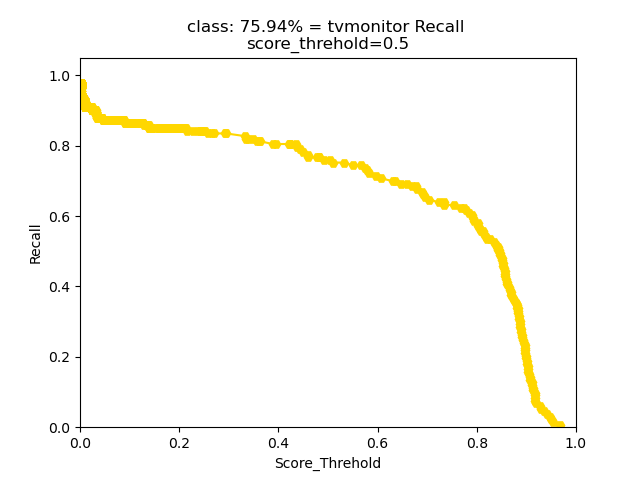 class: 75.94% = tvmonitor Recall
score_threhold=0.5
1.0
0.8
0.6
0.4
0.2
0.0
Recall
0.0 0.2 0.4 0.6 0.8 1.0
Score_Threhold